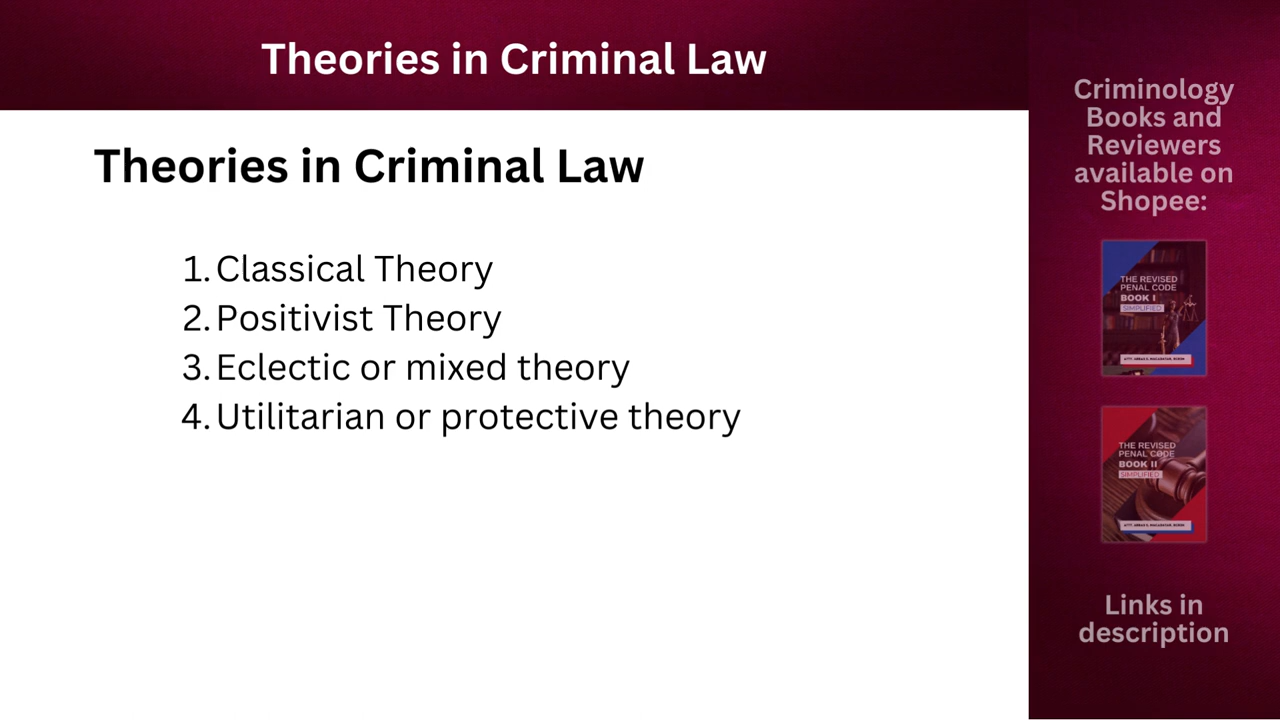 Theories in Criminal Law
Theories in Criminal Law
1. Classical Theory
2. Positivist Theory
3. Eclectic or mixed theory
4. Utilitarian or protective theory
Criminology
Books and
Reviewers
available on
Shopee:
THE REVISED
PENAL CODE
BOOK I
SIMPLIFIED
THE REVISED
PENAL CODE
BOOK II
SIMPLIFIED
Links in
description